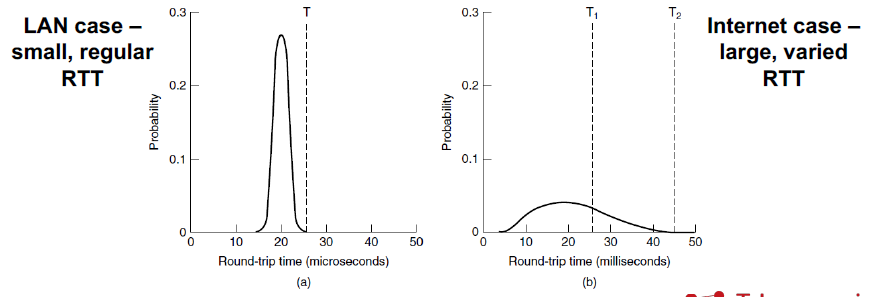 LAN case –
small, regular
RTT
0.3
T
0.2
Probability
0.1
0
0 10 20 30 40 50
Round-trip time (microseconds)
(a)
0.3
T1
T2
0.2
Probability
0.1
0
0 10 20 30 40 50
Round-trip time (milliseconds)
(b)
Internet case –
large, varied
RTT